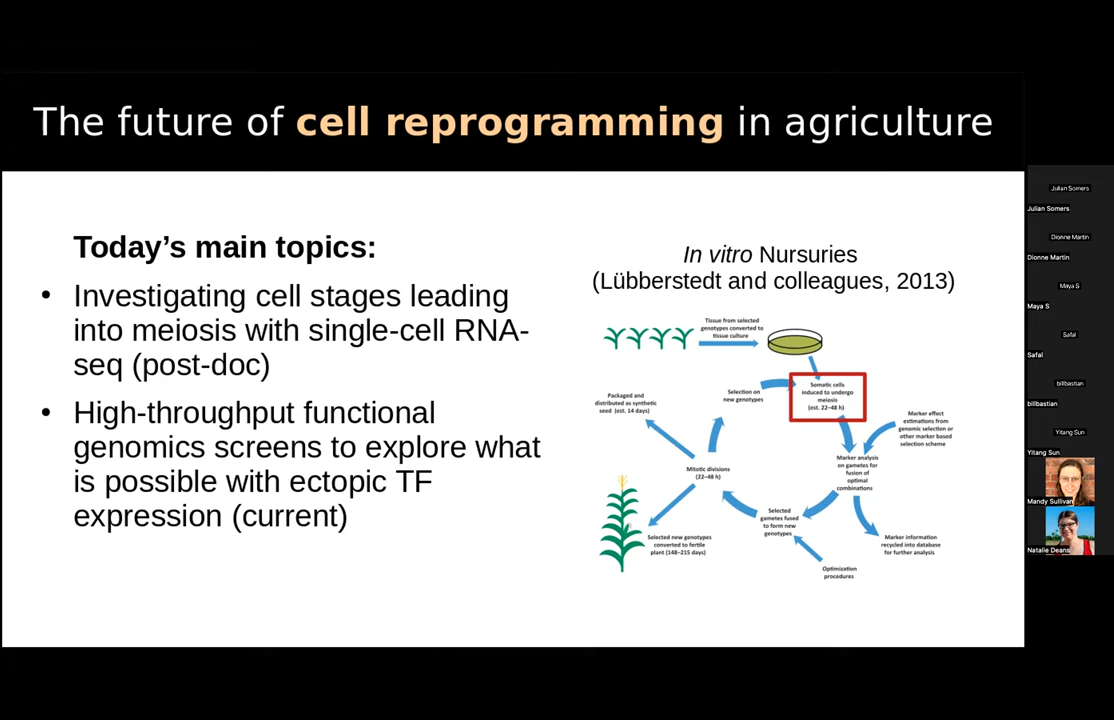 The future of cell reprogramming in agriculture
Today’s main topics:
• Investigating cell stages leading
into meiosis with single-cell RNA-
seq (post-doc)
• High-throughput functional
genomics screens to explore what
is possible with ectopic TF
expression (current)
In vitro Nursuries
(Lübberstedt and colleagues, 2013)
Tissue from selected
genotypes converted to
tissue culture
Somatic cells
induced to undergo
meiosis
(est. 22–48 h)
Selection on
new genotypes
Packaged and
distributed as synthetic
seed (est. 14 days)
Marker effect
estimations from
genomic selection or
other marker based
selection scheme
Marker analysis
on gametes for
fusion of
optimal
combinations
Mitotic divisions
(22–48 h)
Selected
gametes fused
to form new
genotypes
Selected new genotypes
converted to fertile
plant (148–215 days)
Marker information
recycled into database
for further analysis
Optimization
procedures
Julian Somers
Julian Somers
Dionne Martin
Dionne Martin
Maya S
Maya S
Safal
Safal
billbastian
billbastian
Yitang Sun
Yitang Sun
Mandy Sullivan
Natalie Deans